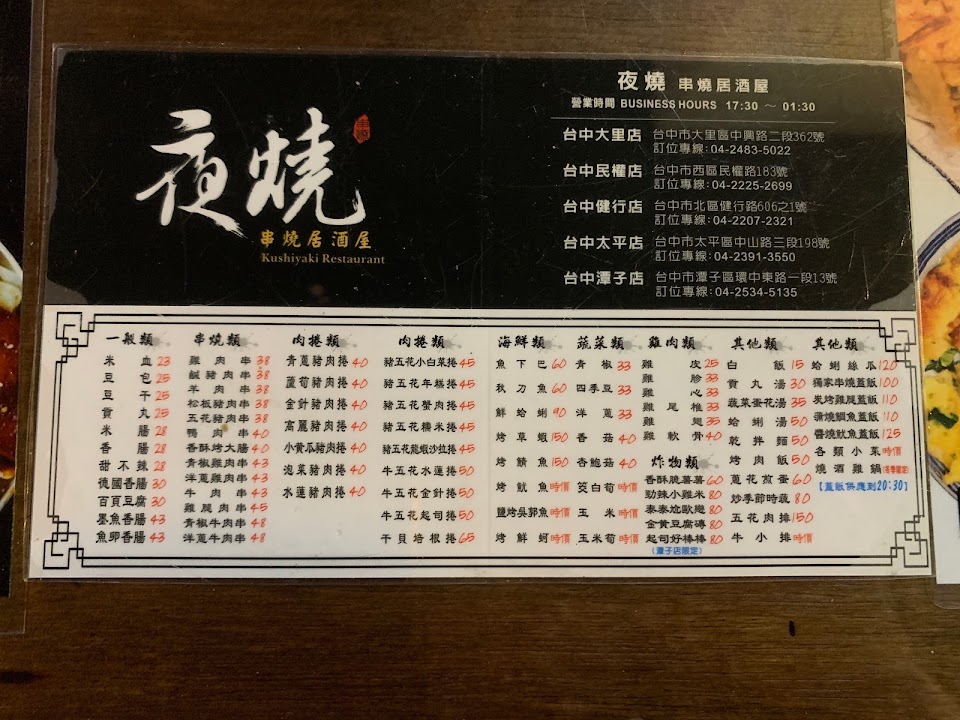 夜燒
串燒
串燒居酒屋
Kushiyaki Restaurant
夜燒 串燒居酒屋
營業時間 BUSINESS HOURS 17:30 ~ 01:30
台中大里店 台中市大里區中興路二段362號
訂位專線:04-2483-5022
台中民權店 台中市西區民權路183號
訂位專線:04-2225-2699
台中健行店 台中市北區健行路606之1號
訂位專線:04-2207-2321
台中太平店 台中市太平區中山路三段198號
訂位專線:04-2391-3550
台中潭子店 台中市潭子區環中東路一段13號
訂位專線:04-2534-5135
一般類
米血 23
豆包 25
豆干 25
貢丸 25
米腸 28
香腸 28
甜不辣 28
德國香腸 30
百頁豆腐 30
墨魚香腸 43
魚卵香腸 43
串燒類
雞肉串 38
鹹豬肉串 38
羊肉串 38
松板豬肉串 38
五花豬肉串 38
鴨肉串 40
香酥烤大腸 40
青椒雞肉串 43
洋蔥雞肉串 43
牛肉串 43
雞腿肉串 45
青椒牛肉串 48
洋蔥牛肉串 48
肉捲類
青蔥豬肉捲 40
蘆筍豬肉捲 40
金針豬肉捲 40
高麗豬肉捲 40
小黃瓜豬肉捲 40
泡菜豬肉捲 40
水蓮豬肉捲 40
肉捲類
豬五花小白菜捲 45
豬五花年糕捲 45
豬五花蟹肉捲 45
豬五花糯米捲 45
豬五花龍蝦沙拉捲 45
牛五花水蓮捲 50
牛五花金針捲 50
牛五花起司捲 50
干貝培根捲 65
海鮮類
魚下巴 60
秋刀魚 60
鮮蛤蜊 90
烤草蝦 150
烤鯖魚 150
烤魷魚 時價
鹽烤吳郭魚 時價
烤鮮蚵 時價
蔬菜類
青椒 33
四季豆 33
洋蔥 33
香菇 40
杏鮑菇 40
筊白筍 時價
玉米 時價
玉米筍 時價
雞肉類
雞皮 25
雞胗 33
雞心 33
雞尾椎 33
雞翅 35
雞軟骨 40
炸物類
香酥脆薯薯 60
勁辣小雞米 80
泰泰尬歐戀 80
金黃豆腐磚 80
起司好棒棒 80
(潭子店限定)
其他類
白飯 15
貢丸湯 30
蔬菜蛋花湯 35
蛤蜊湯 50
乾拌麵 50
烤肉飯 50
蔥花煎蛋 60
炒季節時蔬 80
五花肉排 150
牛小排 時價
其他類
蛤蜊絲瓜 120
獨家串燒蓋飯 100
炭烤雞腿蓋飯 110
蒲燒鯛魚蓋飯 110
醬燒魷魚蓋飯 125
各類小菜 時價
燒酒雞鍋 (冬季限定)
【蓋飯供應到20:30】